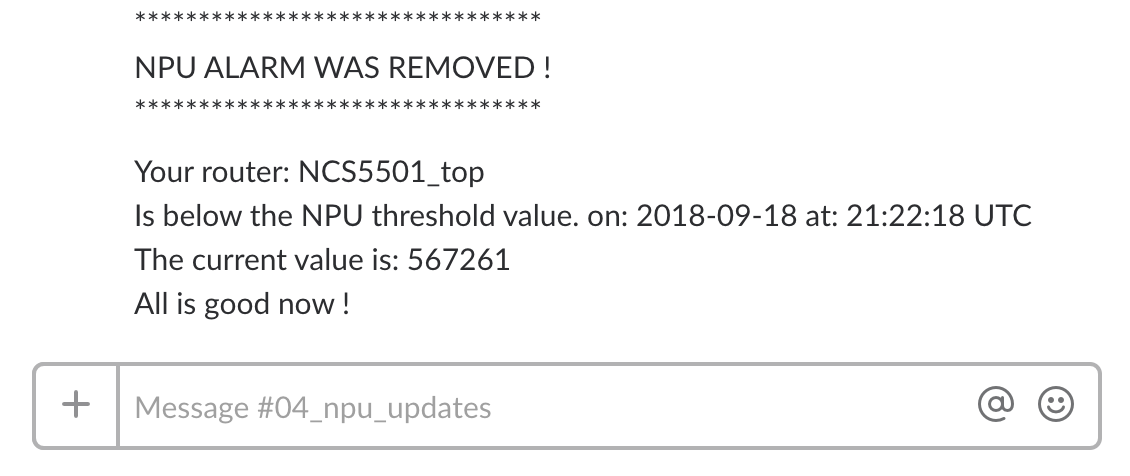 ********************************
NPU ALARM WAS REMOVED !
********************************
Your router: NCS5501_top
Is below the NPU threshold value. on: 2018-09-18 at: 21:22:18 UTC
The current value is: 567261
All is good now !
+ Message #04_npu_updates @